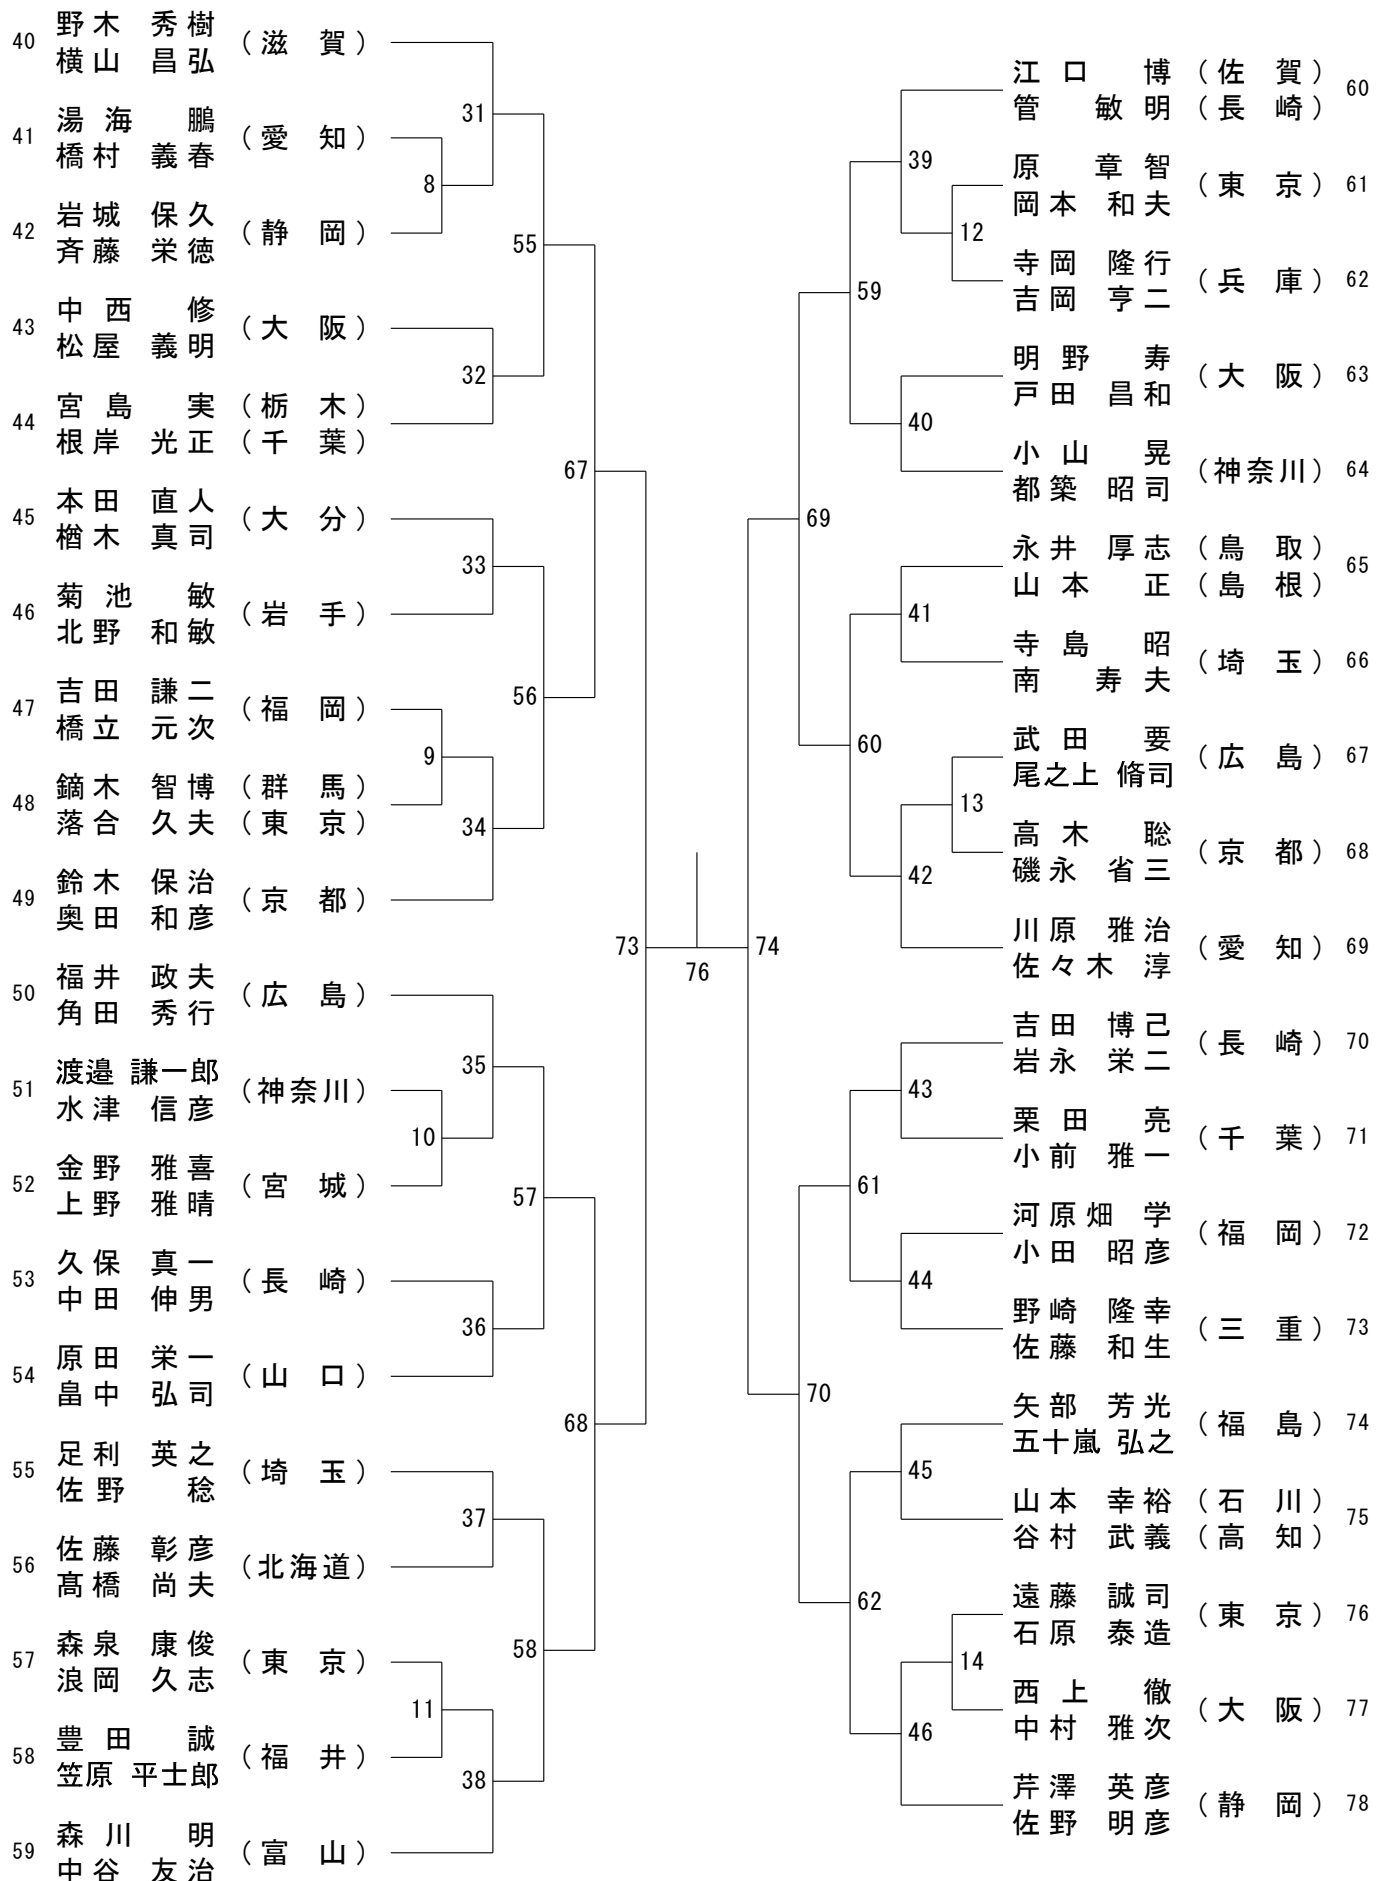 40 野木 秀樹 (滋 賀)
横山 昌弘
41 湯海 鵬 (愛 知)
橋村 義春
8
42 岩城 保久 (静 岡)
斉藤 栄徳
31
43 中西 修 (大 阪)
松屋 義明
44 宮島 実 (栃 木)
根岸 光正 (千 葉)
32
55
45 本田 直人 (大 分)
楢木 真司
46 菊池 敏 (岩 手)
北野 和敏
33
47 吉田 謙二 (福 岡)
橋立 元次
48 鏑木 智博 (群 馬)
落合 久夫 (東 京)
9
49 鈴木 保治 (京 都)
奥田 和彦
34
56
67
50 福井 政夫 (広 島)
角田 秀行
51 渡邉 謙一郎 (神奈川)
水津 信彦
52 金野 雅喜 (宮 城)
上野 雅晴
10
35
53 久保 真一 (長 崎)
中田 伸男
54 原田 栄一 (山 口)
畠中 弘司
36
57
55 足利 英之 (埼 玉)
佐野 稔
56 佐藤 彰彦 (北海道)
髙橋 尚夫
37
57 森泉 康俊 (東 京)
浪岡 久志
58 豊田 誠 (福 井)
笠原 平士郎
11
59 森川 明 (富 山)
中谷 友治
38
58
68
73
76
74
江口 博 (佐 賀) 60
管 敏明 (長 崎)
原 章智 (東 京) 61
岡本 和夫
寺岡 隆行 (兵 庫) 62
吉岡 亨二
12
39
明野 寿 (大 阪) 63
戸田 昌和
小山 晃 (神奈川) 64
都築 昭司
40
59
永井 厚志 (鳥 取) 65
山本 正 (島 根)
寺島 昭 (埼 玉) 66
南 寿夫
41
武田 要 (広 島) 67
尾之上 脩司
高木 聡 (京 都) 68
磯永 省三
13
川原 雅治 (愛 知) 69
佐々木 淳
42
60
69
吉田 博己 (長 崎) 70
岩永 栄二
栗田 亮 (千 葉) 71
小前 雅一
43
河原畑 学 (福 岡) 72
小田 昭彦
野崎 隆幸 (三 重) 73
佐藤 和生
44
61
矢部 芳光 (福 島) 74
五十嵐 弘之
山本 幸裕 (石 川) 75
谷村 武義 (高 知)
45
遠藤 誠司 (東 京) 76
石原 泰造
西上 徹 (大 阪) 77
中村 雅次
14
芹澤 英彦 (静 岡) 78
佐野 明彦
46
62
70